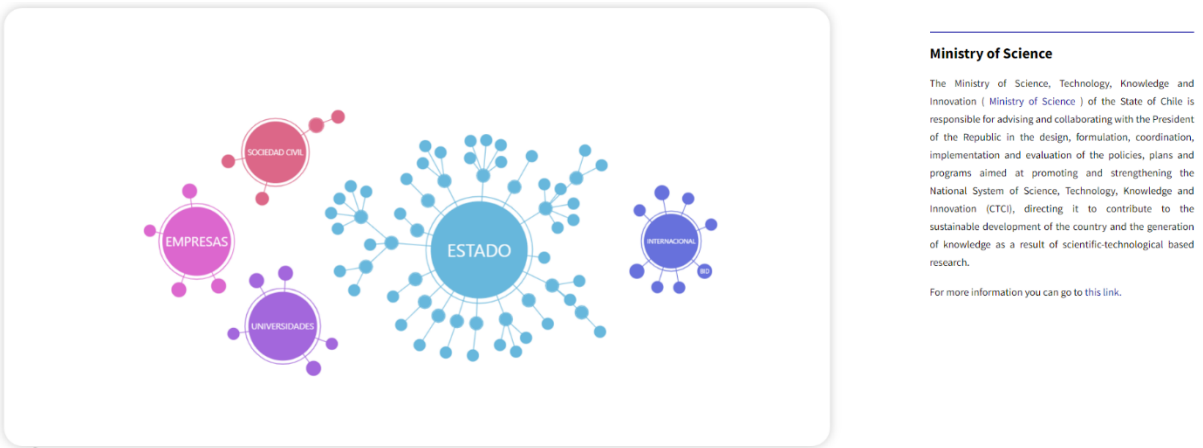 SOCIEDAD CIVIL
EMPRESAS
UNIVERSIDADES
ESTADO
INTERNACIONAL
BID
Ministry of Science
The Ministry of Science, Technology, Knowledge and
Innovation ( Ministry of Science ) of the State of Chile is
responsible for advising and collaborating with the President
of the Republic in the design, formulation, coordination,
implementation and evaluation of the policies, plans and
programs aimed at promoting and strengthening the
National System of Science, Technology, Knowledge and
Innovation (CTCI), directing it to contribute to the
sustainable development of the country and the generation
of knowledge as a result of scientific-technological based
research.
For more information you can go to this link.